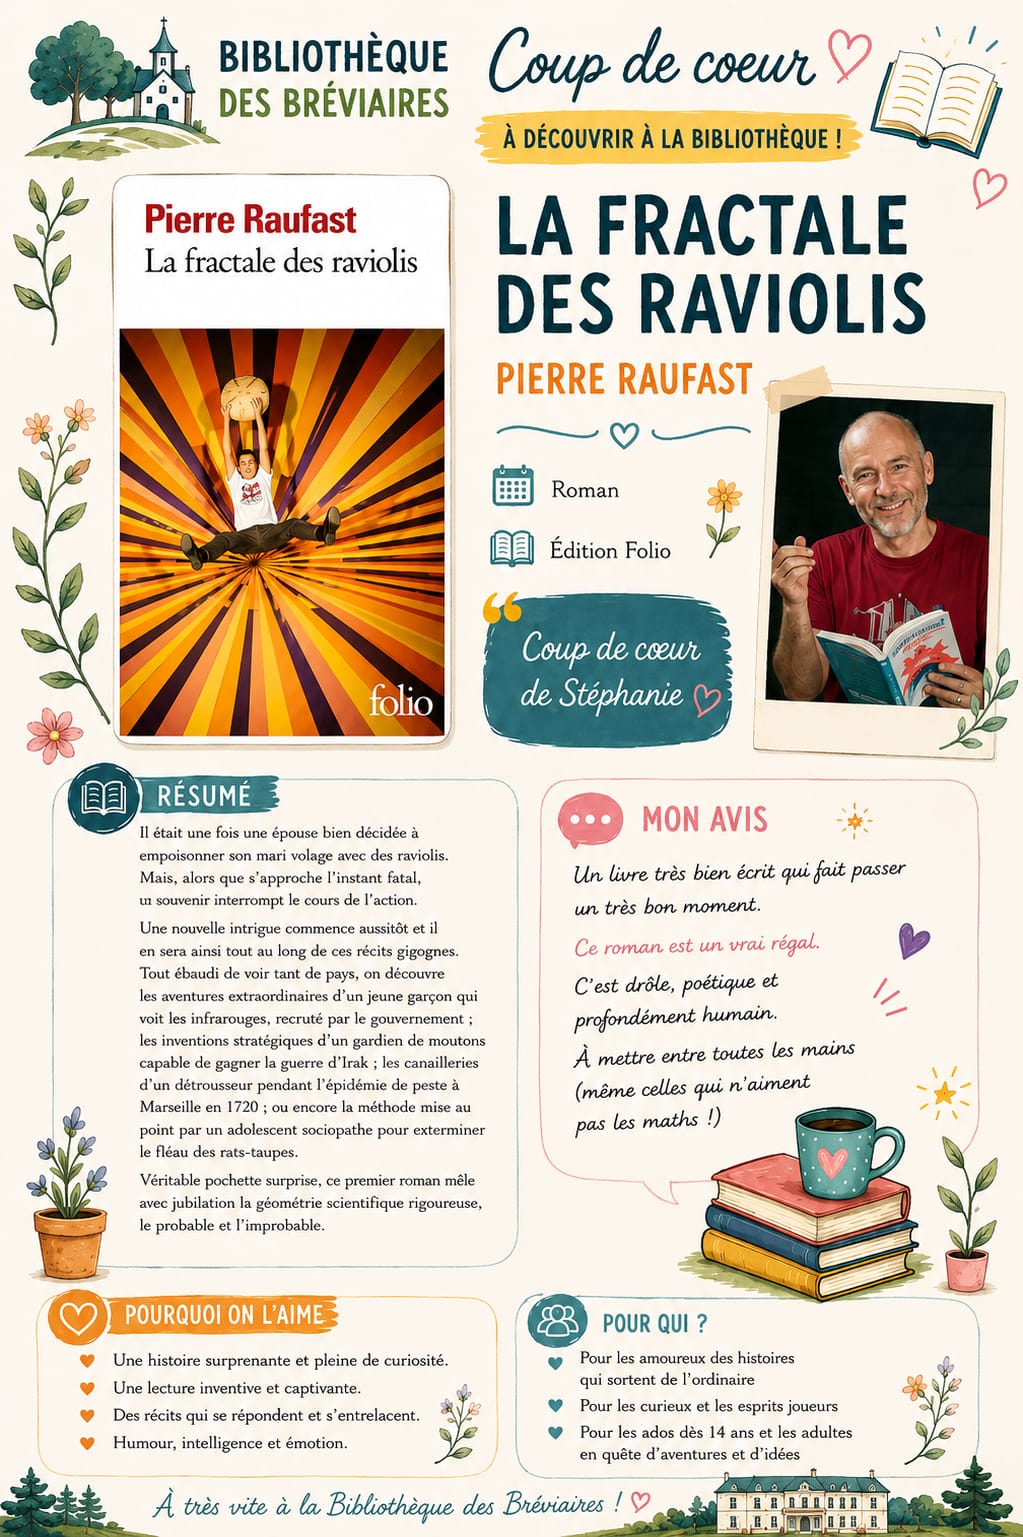 BIBLIOTHÈQUE
DES BRÉVIAIRES
Coup de coeur
À DÉCOUVRIR À LA BIBLIOTHÈQUE !
Pierre Raufast
La fractale des raviolis
folio
LA FRACTALE
DES RAVIOLIS
PIERRE RAUFAST
Roman
Édition Folio
“
Coup de cœur
de Stéphanie
RÉSUMÉ
Il était une fois une épouse bien décidée à
empoisonner son mari volage avec des raviolis.
Mais, alors que s’approche l’instant fatal,
souvenir interrompt le cours de l’action.
Une nouvelle intrigue commence aussitôt et il
en sera ainsi tout au long de ces récits gigognes.
Tout ébaudi de voir tant de pays, on découvre
les aventures extraordinaires d’un jeune garçon qui
voit les infrarouges, recruté par le gouvernement ;
les inventions stratégiques d’un gardien de moutons
capable de gagner la guerre d’Irak ; les canailleries
d’un détrousseur pendant l’épidémie de peste à
Marseille en 1720 ; ou encore la méthode mise au
point par un adolescent sociopathe pour exterminer
le fléau des rats-taupes.
Véritable pochette surprise, ce premier roman mêle
avec jubilation la géométrie scientifique rigoureuse,
le probable et l’improbable.
MON AVIS
Un livre très bien écrit qui fait passer
un très bon moment.
Ce roman est un vrai régal.
C’est drôle, poétique et
profondément humain.
À mettre entre toutes les mains
(même celles qui n’aiment
pas les maths !)
POURQUOI ON L’AIME
Une histoire surprenante et pleine de curiosité.
Une lecture inventive et captivante.
Des récits qui se répondent et s’entrelacent.
Humour, intelligence et émotion.
POUR QUI ?
Pour les amoureux des histoires
qui sortent de l’ordinaire
Pour les curieux et les esprits joueurs
Pour les ados dès 14 ans et les adultes
en quête d’aventures et d’idées
À très vite à la Bibliothèque des Bréviaires !